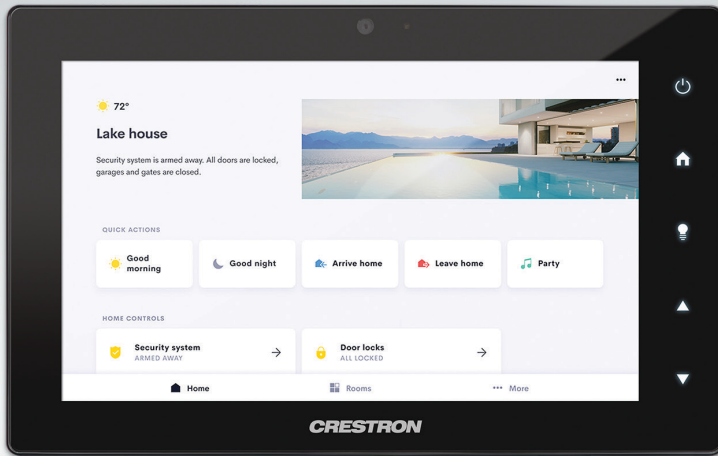 72°
Lake house
Security system is armed away. All doors are locked,
garages and gates are closed.
QUICK ACTIONS
Good
morning
Good night
Arrive home
Leave home
Party
HOME CONTROLS
Security system
ARMED AWAY
Door locks
ALL LOCKED
Home
Rooms
More
CRESTRON